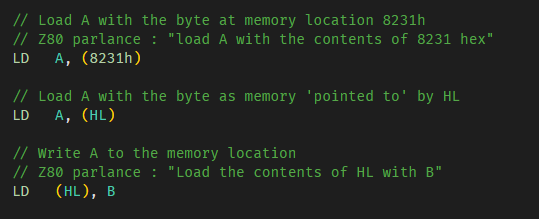 // Load A with the byte at memory location 8231h
// Z80 parlance : "load A with the contents of 8231 hex"
LD   A, (8231h)
// Load A with the byte as memory 'pointed to' by HL
LD   A, (HL)
// Write A to the memory location
// Z80 parlance : "Load the contents of HL with B"
LD   (HL), B